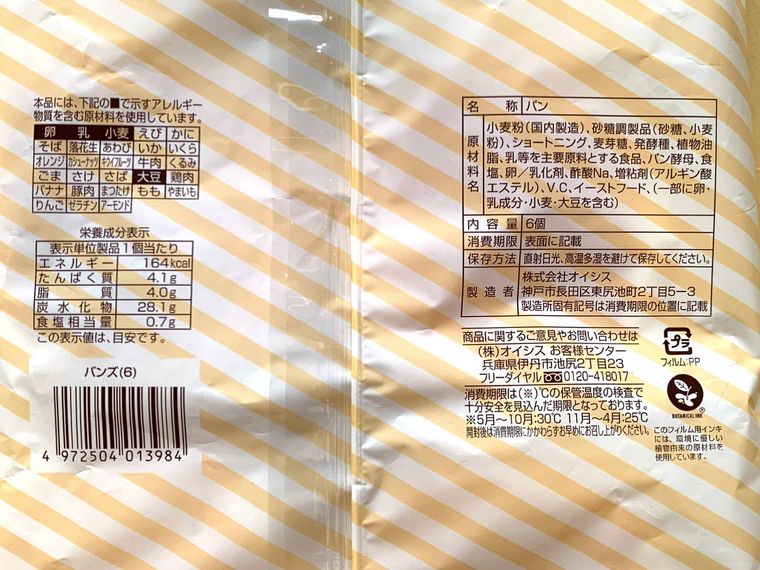 本品には、下記の■で示すアレルギー
物質を含む原材料を使用しています。
卵 乳 小麦 えび かに
そば 落花生 あわび いか いくら
オレンジ カシューナッツ キウイフルーツ 牛肉 くるみ
ごま さけ さば 大豆 鶏肉
バナナ 豚肉 まつたけ もも やまいも
りんご ゼラチン アーモンド
栄養成分表示
表示単位製品1個当たり
エネルギー 164kcal
たんぱく質 4.1g
脂質 4.0g
炭水化物 28.1g
食塩相当量 0.7g
この表示値は、目安です。
バンズ(6)
4 972504 013984
名称 パン
原材料名 小麦粉(国内製造)、砂糖調製品(砂糖、小麦
粉)、ショートニング、麦芽糖、発酵種、植物油
脂、乳等を主要原料とする食品、パン酵母、食
塩、卵/乳化剤、酢酸Na、増粘剤(アルギン酸
エステル)、V.C、イーストフード、(一部に卵・
乳成分・小麦・大豆を含む)
内容量 6個
消費期限 表面に記載
保存方法 直射日光、高温多湿を避けて保存してください。
製造者 株式会社オイシス
神戸市長田区東尻池町2丁目5-3
製造所固有記号は消費期限の位置に記載
商品に関するご意見やお問い合わせは
(株)オイシス お客様センター
兵庫県伊丹市池尻2丁目23
フリーダイヤル 0120-418017
消費期限は(※)℃の保管温度の検査で
十分安全を見込んだ期限となっております。
※5月~10月:30℃ 11月~4月:25℃
開封後は消費期限にかかわらずお早めにお召し上がりください。
プラ
フィルム:PP
BOTANICAL INK
このフィルム用インキ
には、環境に優しい
植物由来の原材料を
使用しています。